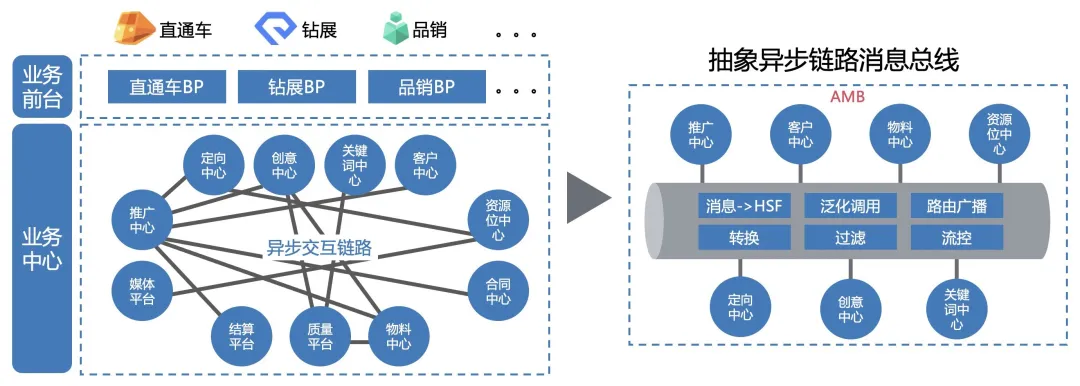 直通车
钻展
品销
。。。
业务
前台
直通车BP
钻展BP
品销BP
。。。
业务
中心
定向
中心
创意
中心
关键
词中
心
客户
中心
推广
中心
资源
位中
心
异步交互链路
媒体
平台
合同
中心
结算
平台
质量
平台
物料
中心
抽象异步链路消息总线
AMB
推广
中心
客户
中心
物料
中心
资源
位中
心
消息->HSF
泛化调用
路由广播
转换
过滤
流控
定向
中心
创意
中心
关键
词中
心